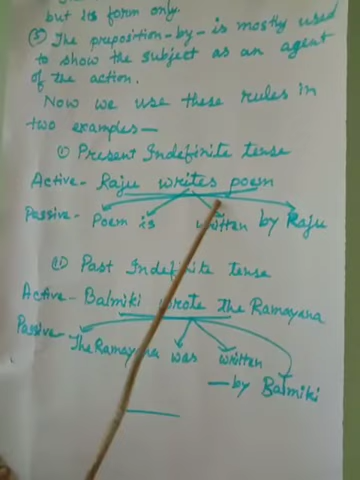 but its form only.
(3) The preposition-by-is mostly used
to show the subject as an agent
of the action.
Now we use these rules in
two examples—
(i) Present Indefinite tense
Active- Raju writes poem
Passive- Poem is written by Raju
(ii) Past Indefinite tense
Active- Balmiki wrote the Ramayana
Passive- The Ramayana was written
—by Balmiki